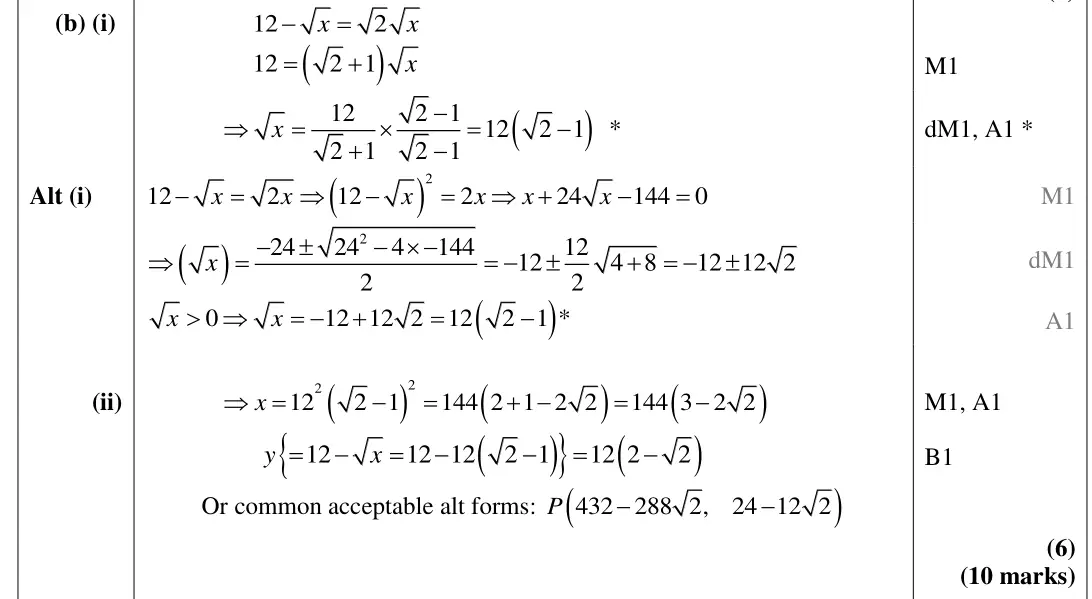 (b) (i) 12 − √x = √2 √x
12 = (√2 + 1)√x M1
⇒ √x = 12/(√2 + 1) × (√2 − 1)/(√2 − 1) = 12(√2 − 1) * dM1, A1 *
Alt (i) 12 − √x = √2x ⇒ (12 − √x)² = 2x ⇒ x + 24√x − 144 = 0 M1
⇒ (√x) = (−24 ± √(24² − 4 × −144))/2 = −12 ± 12/2 √(4 + 8) = −12 ± 12√2 dM1
√x > 0 ⇒ √x = −12 + 12√2 = 12(√2 − 1)* A1
(ii) ⇒ x = 12²(√2 − 1)² = 144(2 + 1 − 2√2) = 144(3 − 2√2) M1, A1
y{= 12 − √x = 12 − 12(√2 − 1)} = 12(2 − √2) B1
Or common acceptable alt forms: P(432 − 288√2, 24 − 12√2)
(6)
(10 marks)